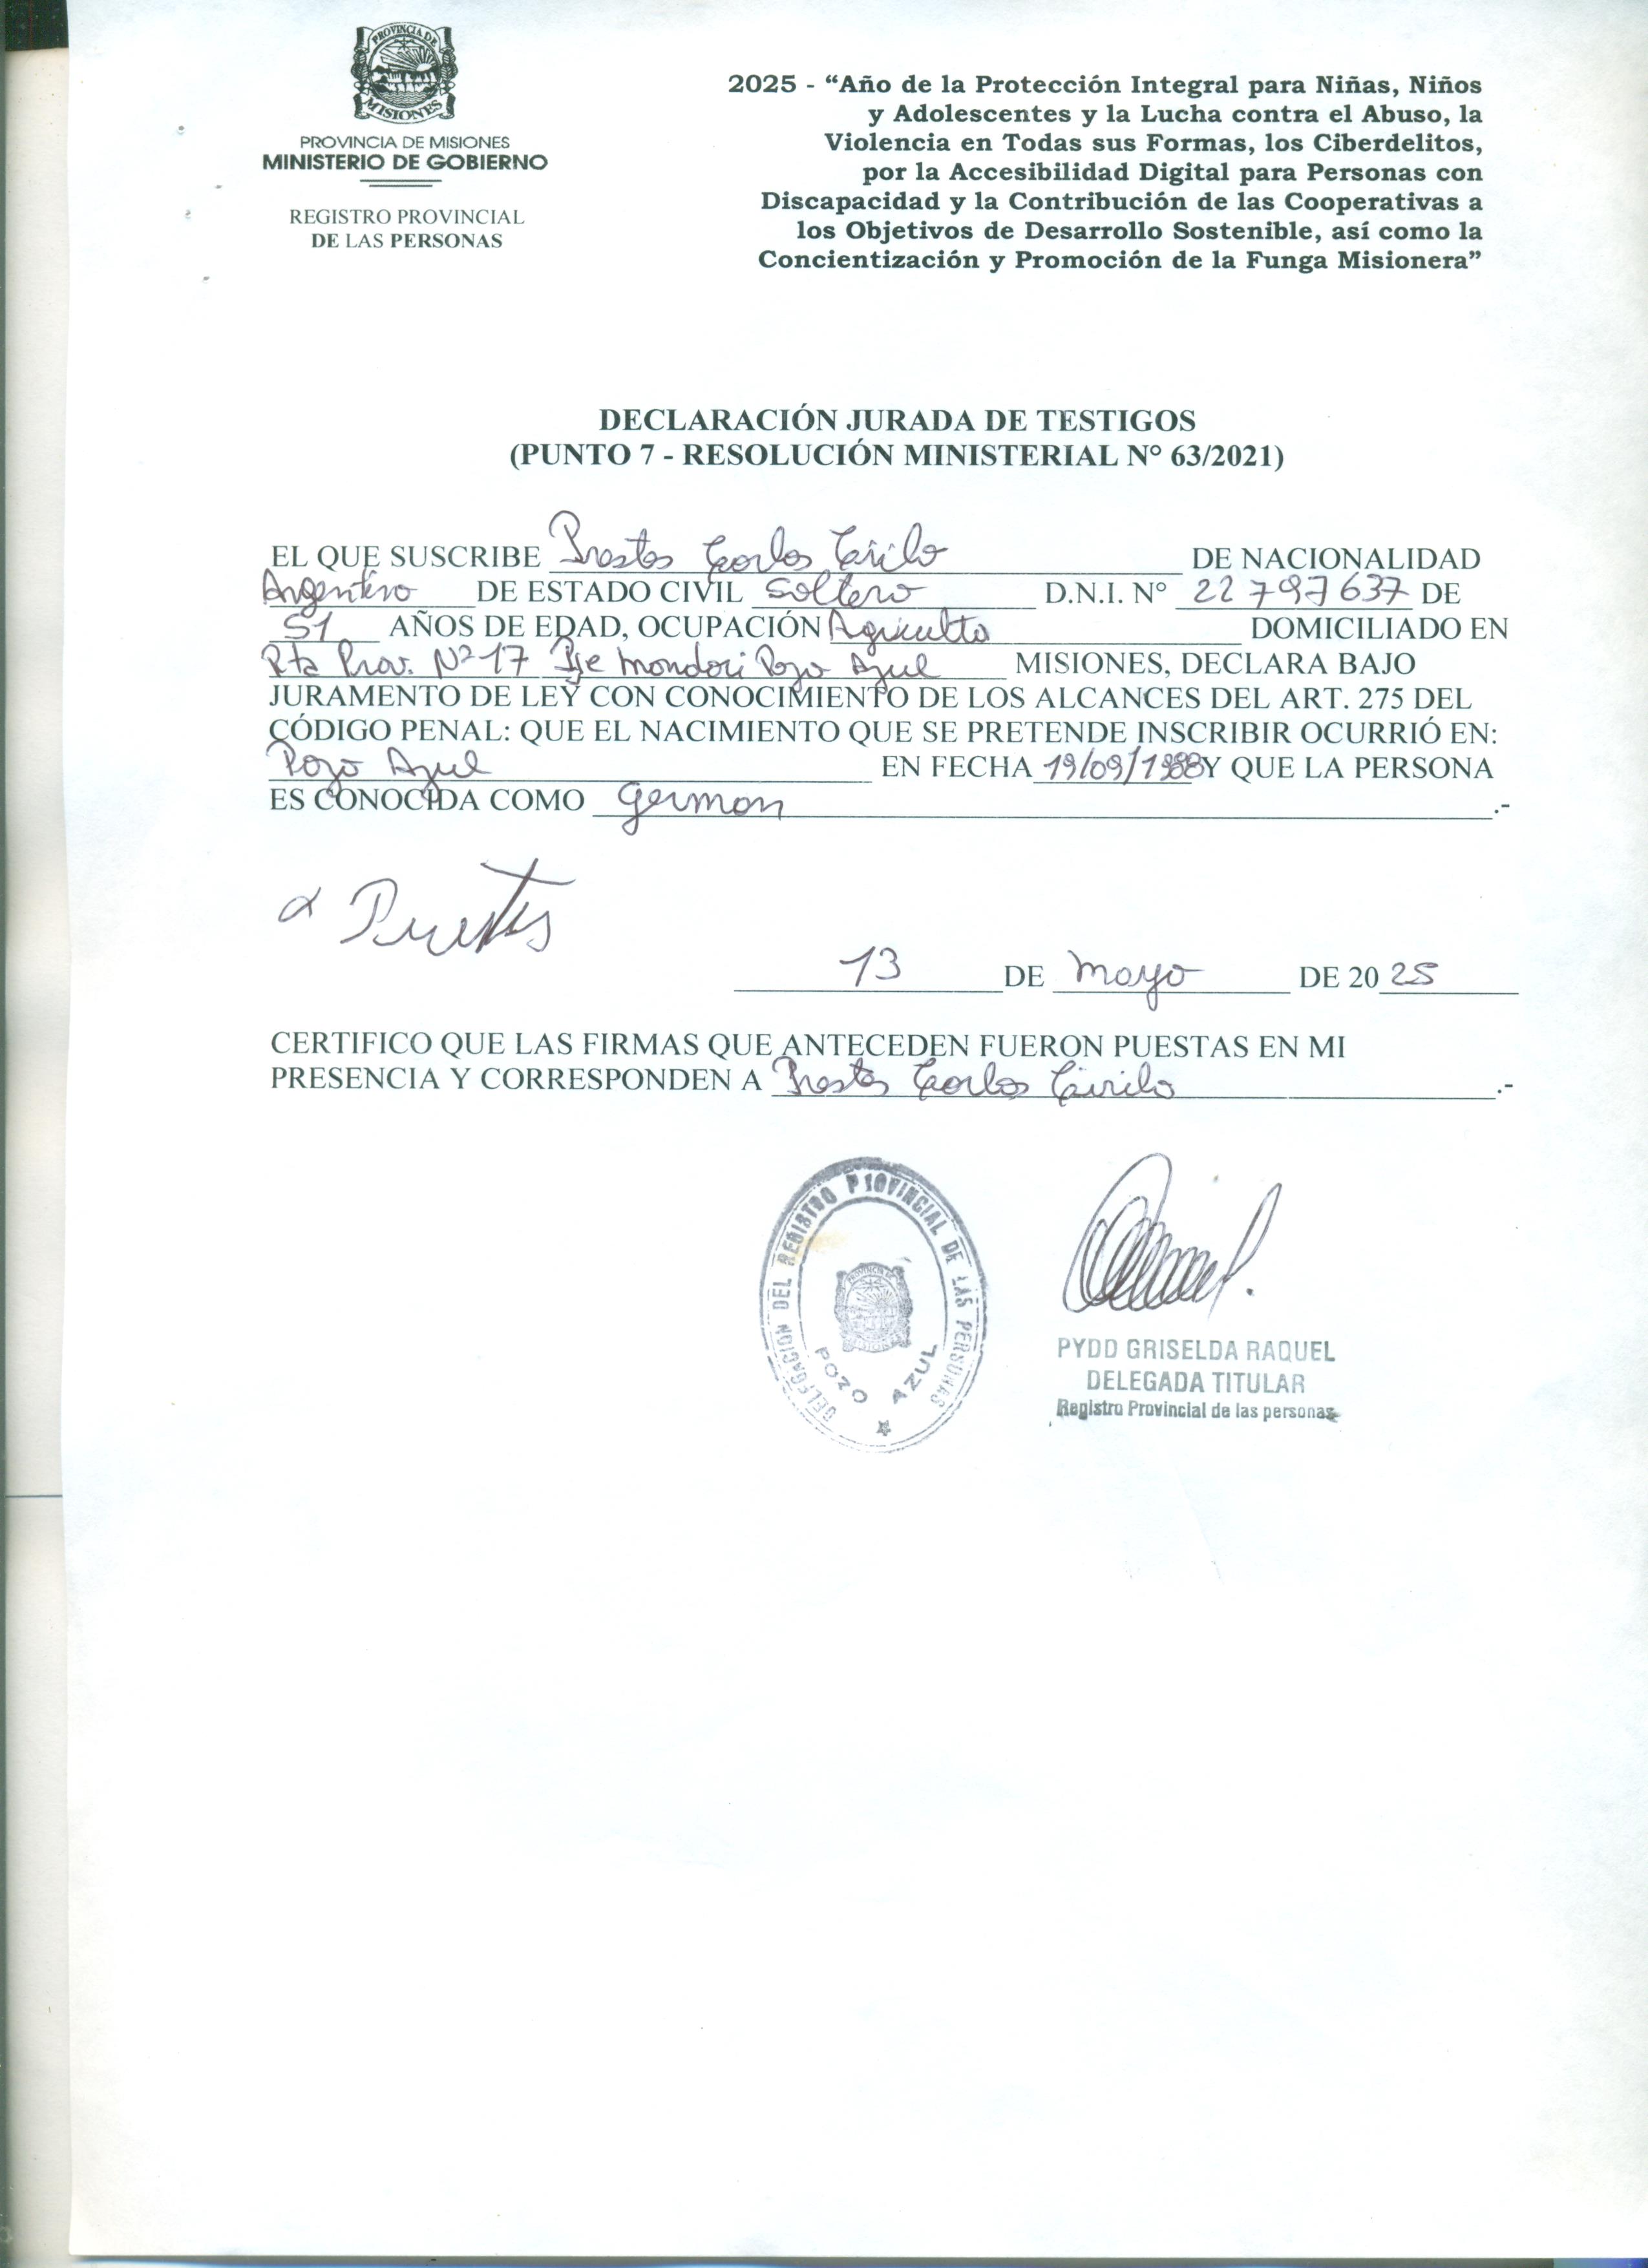 PROVINCIA DE
MISIONES
PROVINCIA DE MISIONES
MINISTERIO DE GOBIERNO
REGISTRO PROVINCIAL
DE LAS PERSONAS
2025 - “Año de la Protección Integral para Niñas, Niños
y Adolescentes y la Lucha contra el Abuso, la
Violencia en Todas sus Formas, los Ciberdelitos,
por la Accesibilidad Digital para Personas con
Discapacidad y la Contribución de las Cooperativas a
los Objetivos de Desarrollo Sostenible, así como la
Concientización y Promoción de la Funga Misionera”
DECLARACIÓN JURADA DE TESTIGOS
(PUNTO 7 - RESOLUCIÓN MINISTERIAL N° 63/2021)
EL QUE SUSCRIBE Prestes Carlos Cirilo DE NACIONALIDAD
Argentino DE ESTADO CIVIL Soltero D.N.I. N° 22 797 637 DE
51 AÑOS DE EDAD, OCUPACIÓN Agriculto DOMICILIADO EN
Rta Prov. Nº 17 Pje Mondori Pozo Azul MISIONES, DECLARA BAJO
JURAMENTO DE LEY CON CONOCIMIENTO DE LOS ALCANCES DEL ART. 275 DEL
CÓDIGO PENAL: QUE EL NACIMIENTO QUE SE PRETENDE INSCRIBIR OCURRIÓ EN:
Pozo Azul EN FECHA 19/09/1988 Y QUE LA PERSONA
ES CONOCIDA COMO German .-
Prestes
13 DE Mayo DE 20 25
CERTIFICO QUE LAS FIRMAS QUE ANTECEDEN FUERON PUESTAS EN MI
PRESENCIA Y CORRESPONDEN A Prestes Carlos Cirilo .-
DELEGACION DEL REGISTRO PROVINCIAL DE LAS PERSONAS
POZO AZUL
PYDD GRISELDA RAQUEL
DELEGADA TITULAR
Registro Provincial de las personas